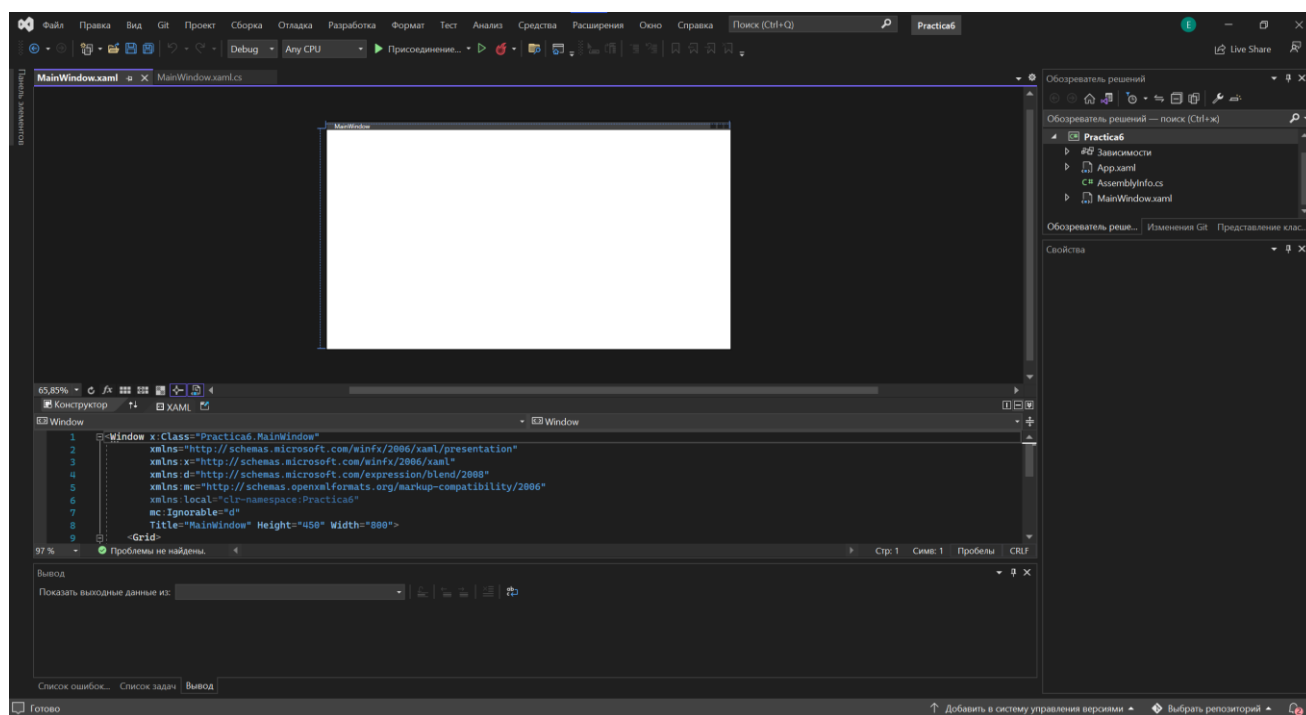 Файл Правка Вид Git Проект Сборка Отладка Разработка Формат Тест Анализ Средства Расширения Окно Справка Поиск (Ctrl+Q) Practica6 E
Debug Any CPU Присоединение... Live Share
Панель элементов
MainWindow.xaml MainWindow.xaml.cs
MainWindow
65,85% fx
Конструктор XAML
Window Window
1 <Window x:Class="Practica6.MainWindow"
2 xmlns="http://schemas.microsoft.com/winfx/2006/xaml/presentation"
3 xmlns:x="http://schemas.microsoft.com/winfx/2006/xaml"
4 xmlns:d="http://schemas.microsoft.com/expression/blend/2008"
5 xmlns:mc="http://schemas.openxmlformats.org/markup-compatibility/2006"
6 xmlns:local="clr-namespace:Practica6"
7 mc:Ignorable="d"
8 Title="MainWindow" Height="450" Width="800">
9 <Grid>
97 % Проблемы не найдены. Стр: 1 Симв: 1 Пробелы CRLF
Вывод
Показать выходные данные из:
Список ошибок... Список задач Вывод
Обозреватель решений
Обозреватель решений — поиск (Ctrl+ж)
Practica6
Зависимости
App.xaml
C# AssemblyInfo.cs
MainWindow.xaml
Обозреватель реше... Изменения Git Представление клас...
Свойства
Готово Добавить в систему управления версиями Выбрать репозиторий 2